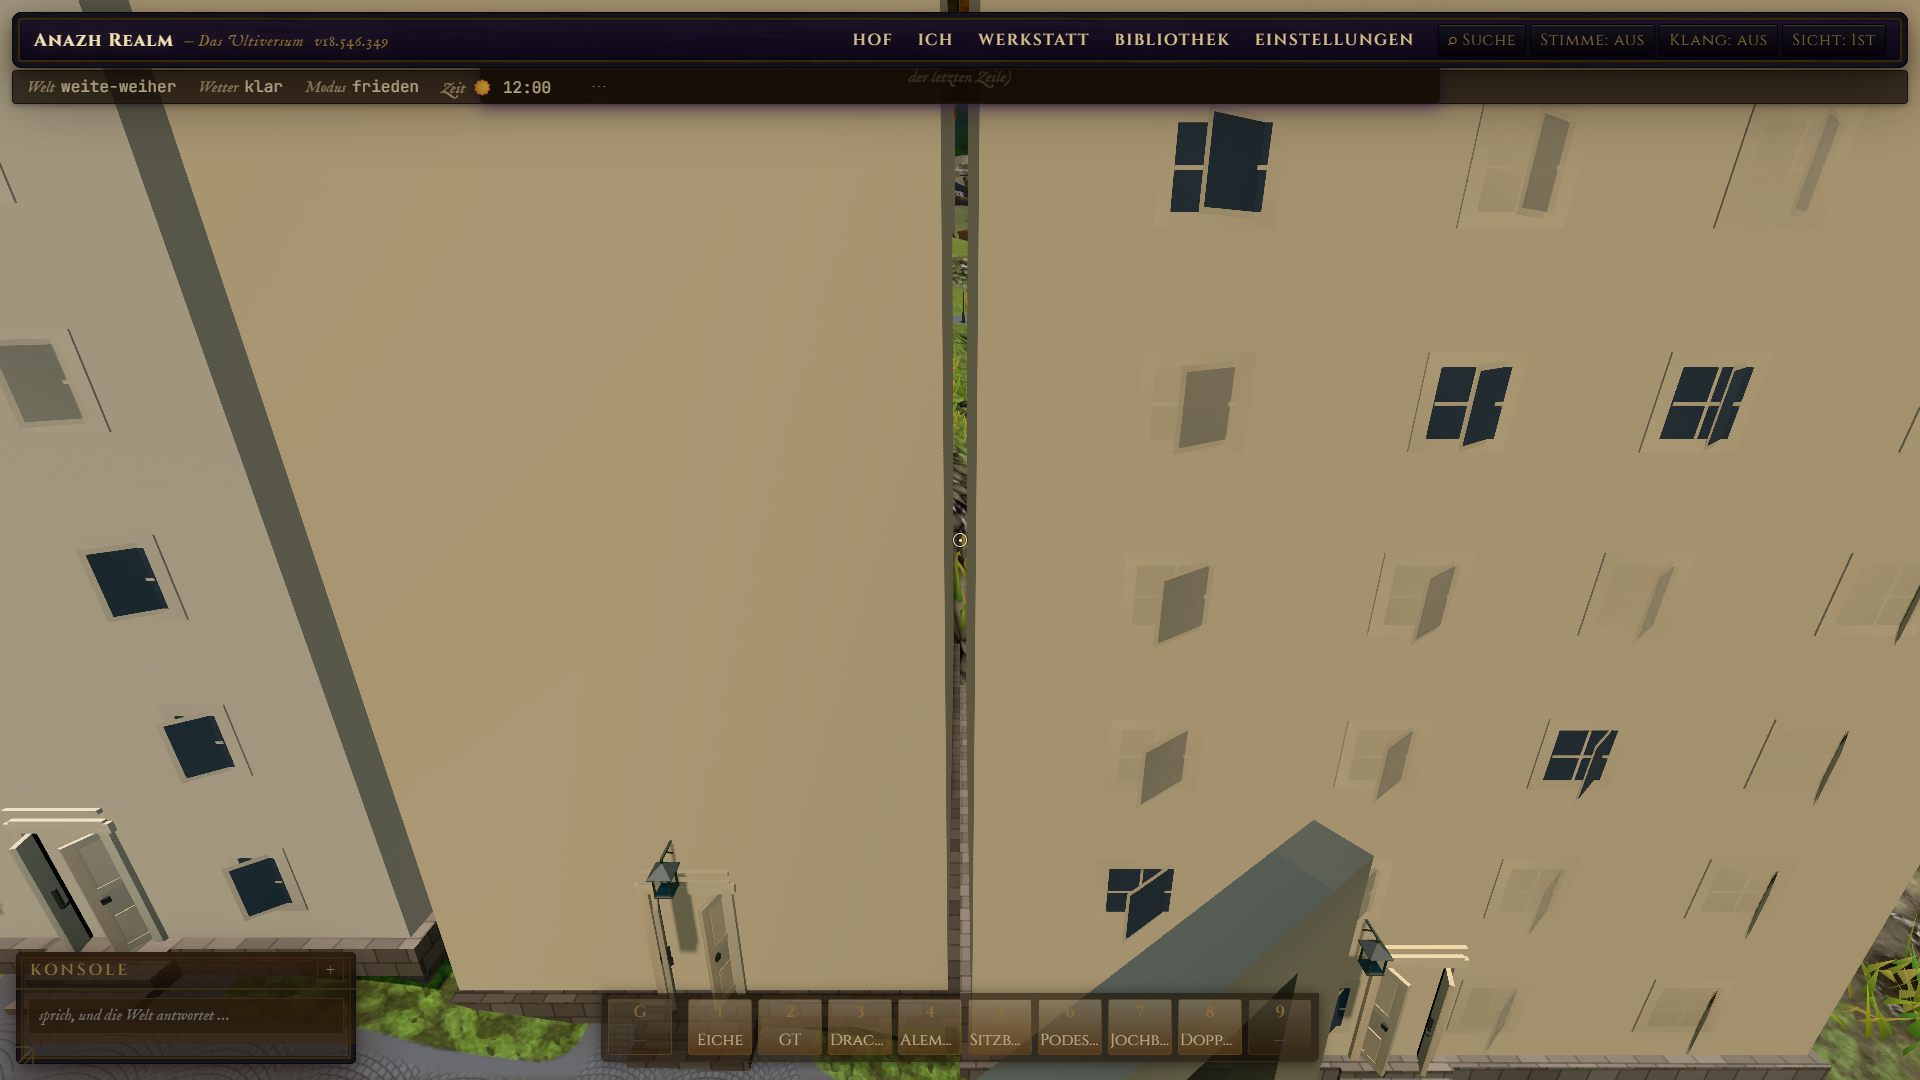 ANAZH REALM – Das Ultiversum v18.546.349
HOF ICH WERKSTATT BIBLIOTHEK EINSTELLUNGEN
⌕ SUCHE STIMME: AUS KLANG: AUS SICHT: IST
der letzten Zeile)
Welt weite-weiher Wetter klar Modus frieden Zeit 12:00 ...
KONSOLE +
sprich, und die Welt antwortet ...
G 1 2 3 4 5 6 7 8 9
– EICHE GT DRAC... ALEM... SITZB... PODES... JOCHB... DOPP... –